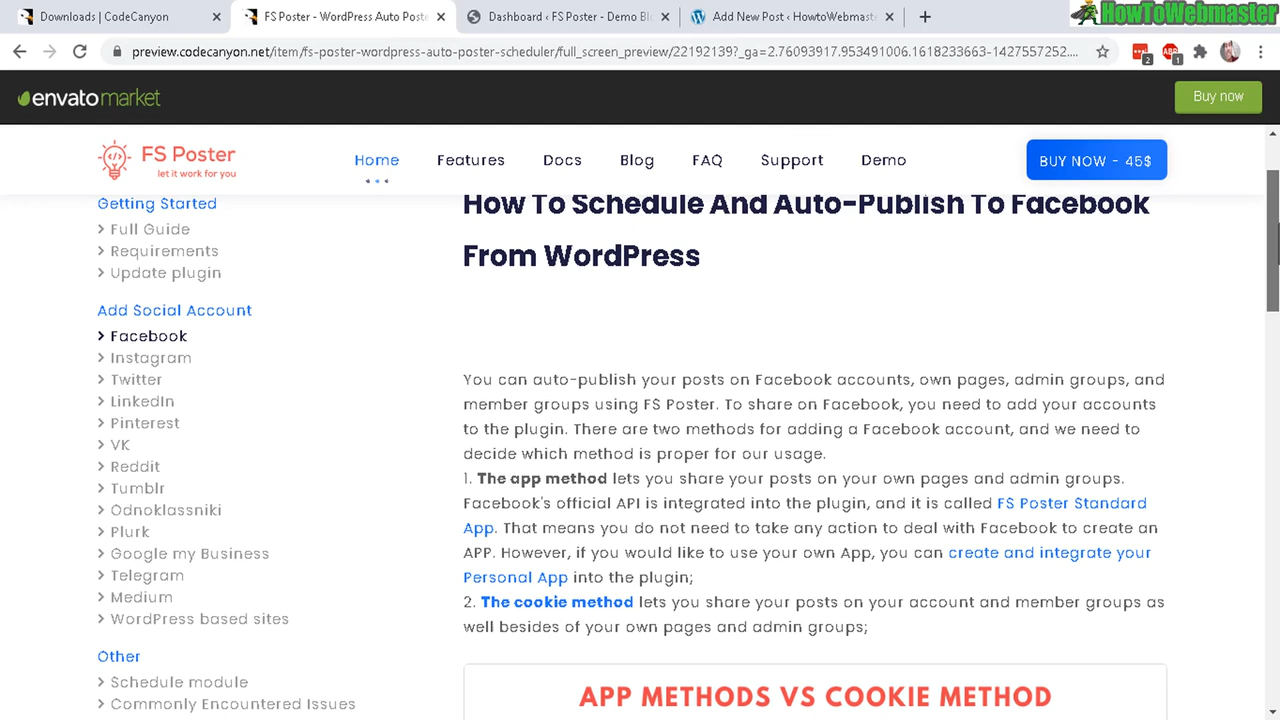 Downloads | CodeCanyon
FS Poster - WordPress Auto Poste
Dashboard ‹ FS Poster - Demo Blo
Add New Post ‹ HowtoWebmast
HowToWebmaster
preview.codecanyon.net/item/fs-poster-wordpress-auto-poster-scheduler/full_screen_preview/22192139?_ga=2.76093917.953491006.1618233663-1427557252....
2
ABP
1
envato market
Buy now
FS Poster
let it work for you
Home
Features
Docs
Blog
FAQ
Support
Demo
BUY NOW - 45$
Getting Started
Full Guide
Requirements
Update plugin
Add Social Account
Facebook
Instagram
Twitter
LinkedIn
Pinterest
VK
Reddit
Tumblr
Odnoklassniki
Plurk
Google my Business
Telegram
Medium
WordPress based sites
Other
Schedule module
Commonly Encountered Issues
How To Schedule And Auto-Publish To Facebook
From WordPress
You can auto-publish your posts on Facebook accounts, own pages, admin groups, and
member groups using FS Poster. To share on Facebook, you need to add your accounts
to the plugin. There are two methods for adding a Facebook account, and we need to
decide which method is proper for our usage.
1. The app method lets you share your posts on your own pages and admin groups.
Facebook's official API is integrated into the plugin, and it is called FS Poster Standard
App. That means you do not need to take any action to deal with Facebook to create an
APP. However, if you would like to use your own App, you can create and integrate your
Personal App into the plugin;
2. The cookie method lets you share your posts on your account and member groups as
well besides of your own pages and admin groups;
APP METHODS VS COOKIE METHOD